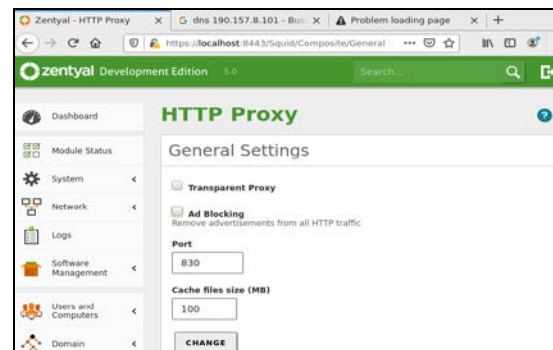 Zentyal - HTTP Proxy
dns 190.157.8.101 - Bus
Problem loading page
https://localhost:8443/Squid/Composite/General
zentyal Development Edition 5.0
Search...
Dashboard
Module Status
System
Network
Logs
Software Management
Users and Computers
Domain
HTTP Proxy
General Settings
Transparent Proxy
Ad Blocking
Remove advertisements from all HTTP traffic
Port
830
Cache files size (MB)
100
CHANGE